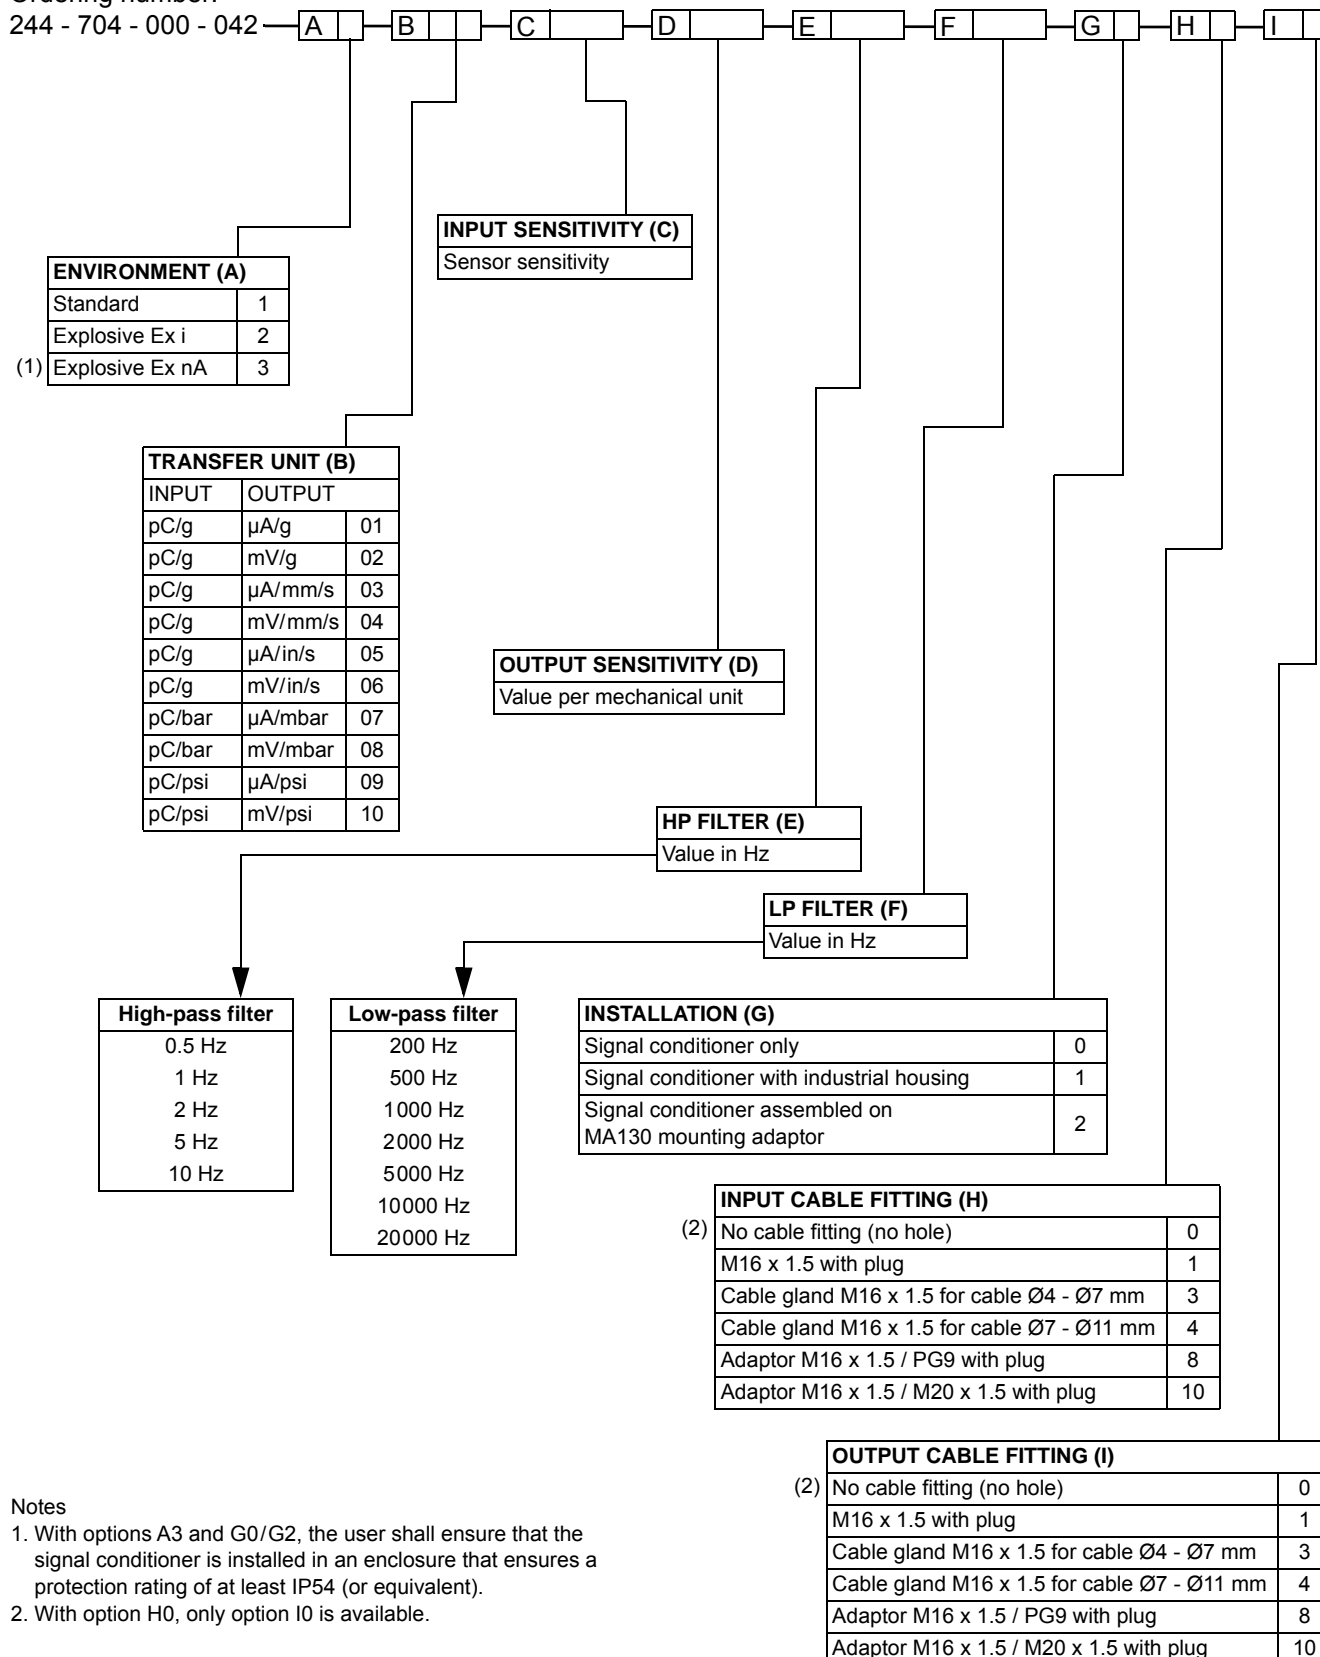 Ordering number:
244 - 704 - 000 - 042 A B C D E F G H I
INPUT SENSITIVITY (C)
Sensor sensitivity
ENVIRONMENT (A)
Standard 1
Explosive Ex i 2
(1) Explosive Ex nA 3
TRANSFER UNIT (B)
INPUT OUTPUT
pC/g µA/g 01
pC/g mV/g 02
pC/g µA/mm/s 03
pC/g mV/mm/s 04
pC/g µA/in/s 05
pC/g mV/in/s 06
pC/bar µA/mbar 07
pC/bar mV/mbar 08
pC/psi µA/psi 09
pC/psi mV/psi 10
OUTPUT SENSITIVITY (D)
Value per mechanical unit
HP FILTER (E)
Value in Hz
LP FILTER (F)
Value in Hz
High-pass filter
0.5 Hz
1 Hz
2 Hz
5 Hz
10 Hz
Low-pass filter
200 Hz
500 Hz
1000 Hz
2000 Hz
5000 Hz
10000 Hz
20000 Hz
INSTALLATION (G)
Signal conditioner only 0
Signal conditioner with industrial housing 1
Signal conditioner assembled on
MA130 mounting adaptor 2
INPUT CABLE FITTING (H)
(2) No cable fitting (no hole) 0
M16 x 1.5 with plug 1
Cable gland M16 x 1.5 for cable Ø4 - Ø7 mm 3
Cable gland M16 x 1.5 for cable Ø7 - Ø11 mm 4
Adaptor M16 x 1.5 / PG9 with plug 8
Adaptor M16 x 1.5 / M20 x 1.5 with plug 10
OUTPUT CABLE FITTING (I)
(2) No cable fitting (no hole) 0
M16 x 1.5 with plug 1
Cable gland M16 x 1.5 for cable Ø4 - Ø7 mm 3
Cable gland M16 x 1.5 for cable Ø7 - Ø11 mm 4
Adaptor M16 x 1.5 / PG9 with plug 8
Adaptor M16 x 1.5 / M20 x 1.5 with plug 10
Notes
1. With options A3 and G0/G2, the user shall ensure that the
signal conditioner is installed in an enclosure that ensures a
protection rating of at least IP54 (or equivalent).
2. With option H0, only option I0 is available.